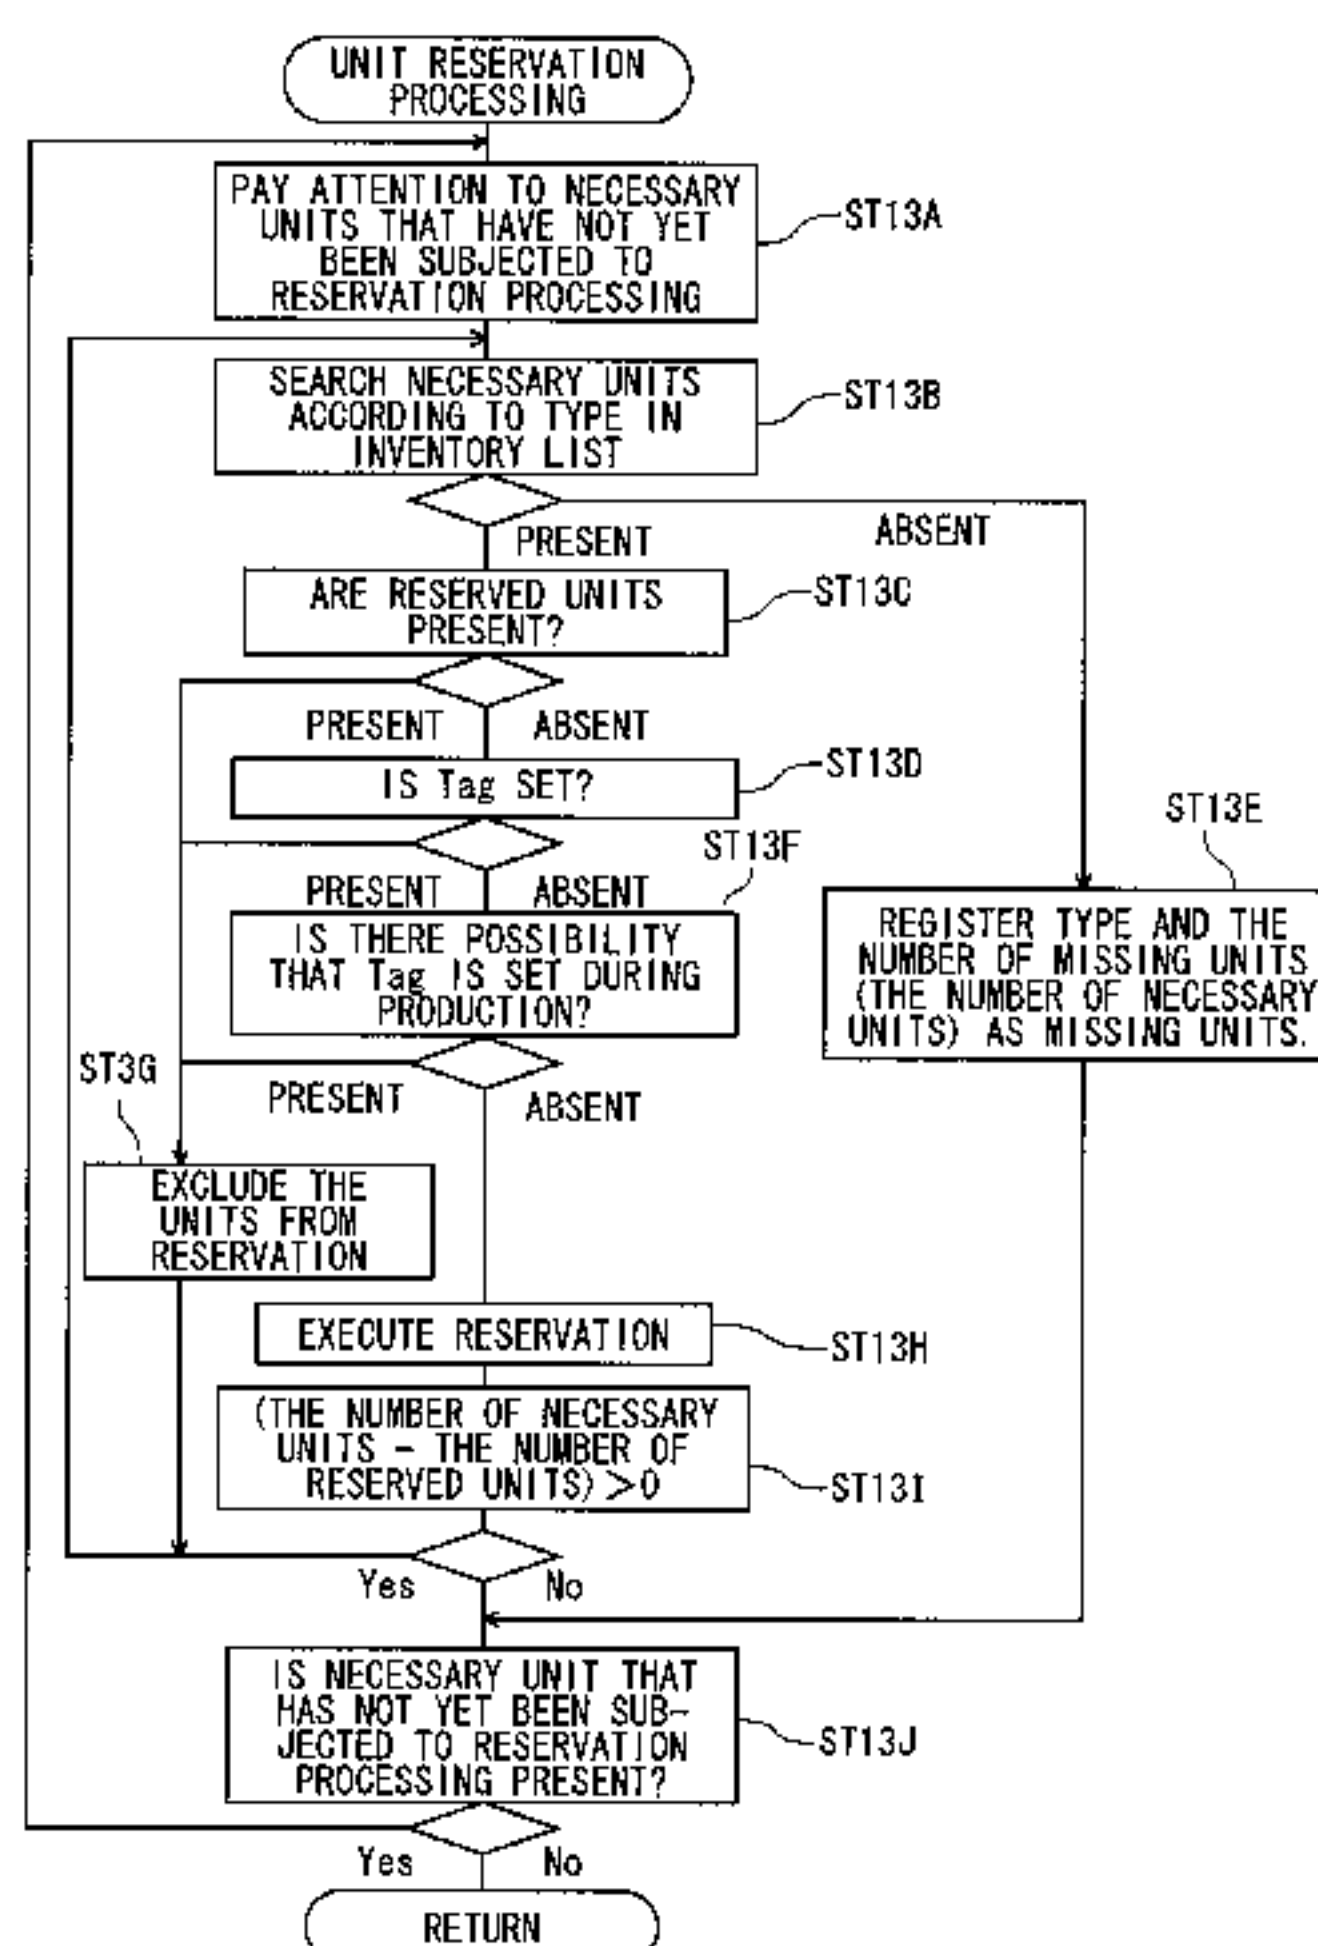 UNIT RESERVATION
PROCESSING
PAY ATTENTION TO NECESSARY
UNITS THAT HAVE NOT YET
BEEN SUBJECTED TO
RESERVATION PROCESSING
ST13A
SEARCH NECESSARY UNITS
ACCORDING TO TYPE IN
INVENTORY LIST
ST13B
PRESENT
ABSENT
ARE RESERVED UNITS
PRESENT?
ST13C
PRESENT
ABSENT
IS Tag SET?
ST13D
PRESENT
ABSENT
ST13F
ST13E
IS THERE POSSIBILITY
THAT Tag IS SET DURING
PRODUCTION?
REGISTER TYPE AND THE
NUMBER OF MISSING UNITS
(THE NUMBER OF NECESSARY
UNITS) AS MISSING UNITS.
ST3G
PRESENT
ABSENT
EXCLUDE THE
UNITS FROM
RESERVATION
EXECUTE RESERVATION
ST13H
(THE NUMBER OF NECESSARY
UNITS - THE NUMBER OF
RESERVED UNITS) >0
ST13I
Yes
No
IS NECESSARY UNIT THAT
HAS NOT YET BEEN SUB-
JECTED TO RESERVATION
PROCESSING PRESENT?
ST13J
Yes
No
RETURN